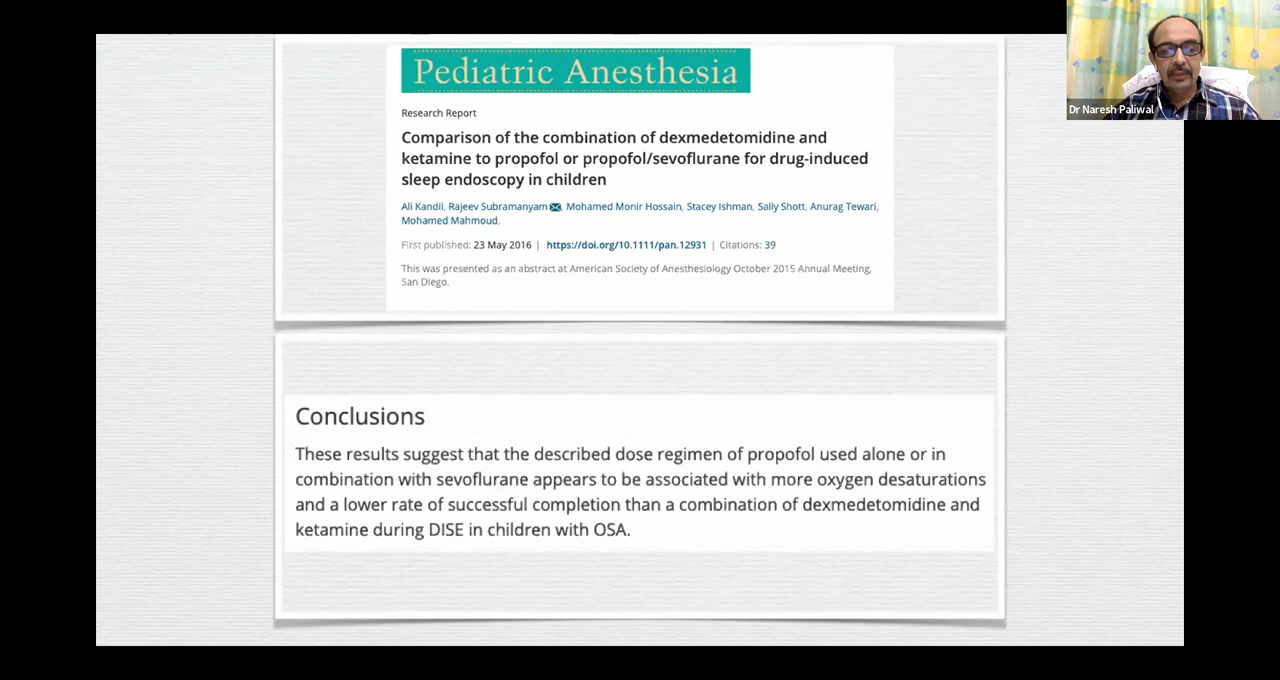 Pediatric Anesthesia
Research Report
Comparison of the combination of dexmedetomidine and
ketamine to propofol or propofol/sevoflurane for drug-induced
sleep endoscopy in children
Ali Kandil, Rajeev Subramanyam, Mohamed Monir Hossain, Stacey Ishman, Sally Shott, Anurag Tewari,
Mohamed Mahmoud,
First published: 23 May 2016 | https://doi.org/10.1111/pan.12931 | Citations: 39
This was presented as an abstract at American Society of Anesthesiology October 2015 Annual Meeting,
San Diego.
Conclusions
These results suggest that the described dose regimen of propofol used alone or in
combination with sevoflurane appears to be associated with more oxygen desaturations
and a lower rate of successful completion than a combination of dexmedetomidine and
ketamine during DISE in children with OSA.
Dr Naresh Paliwal